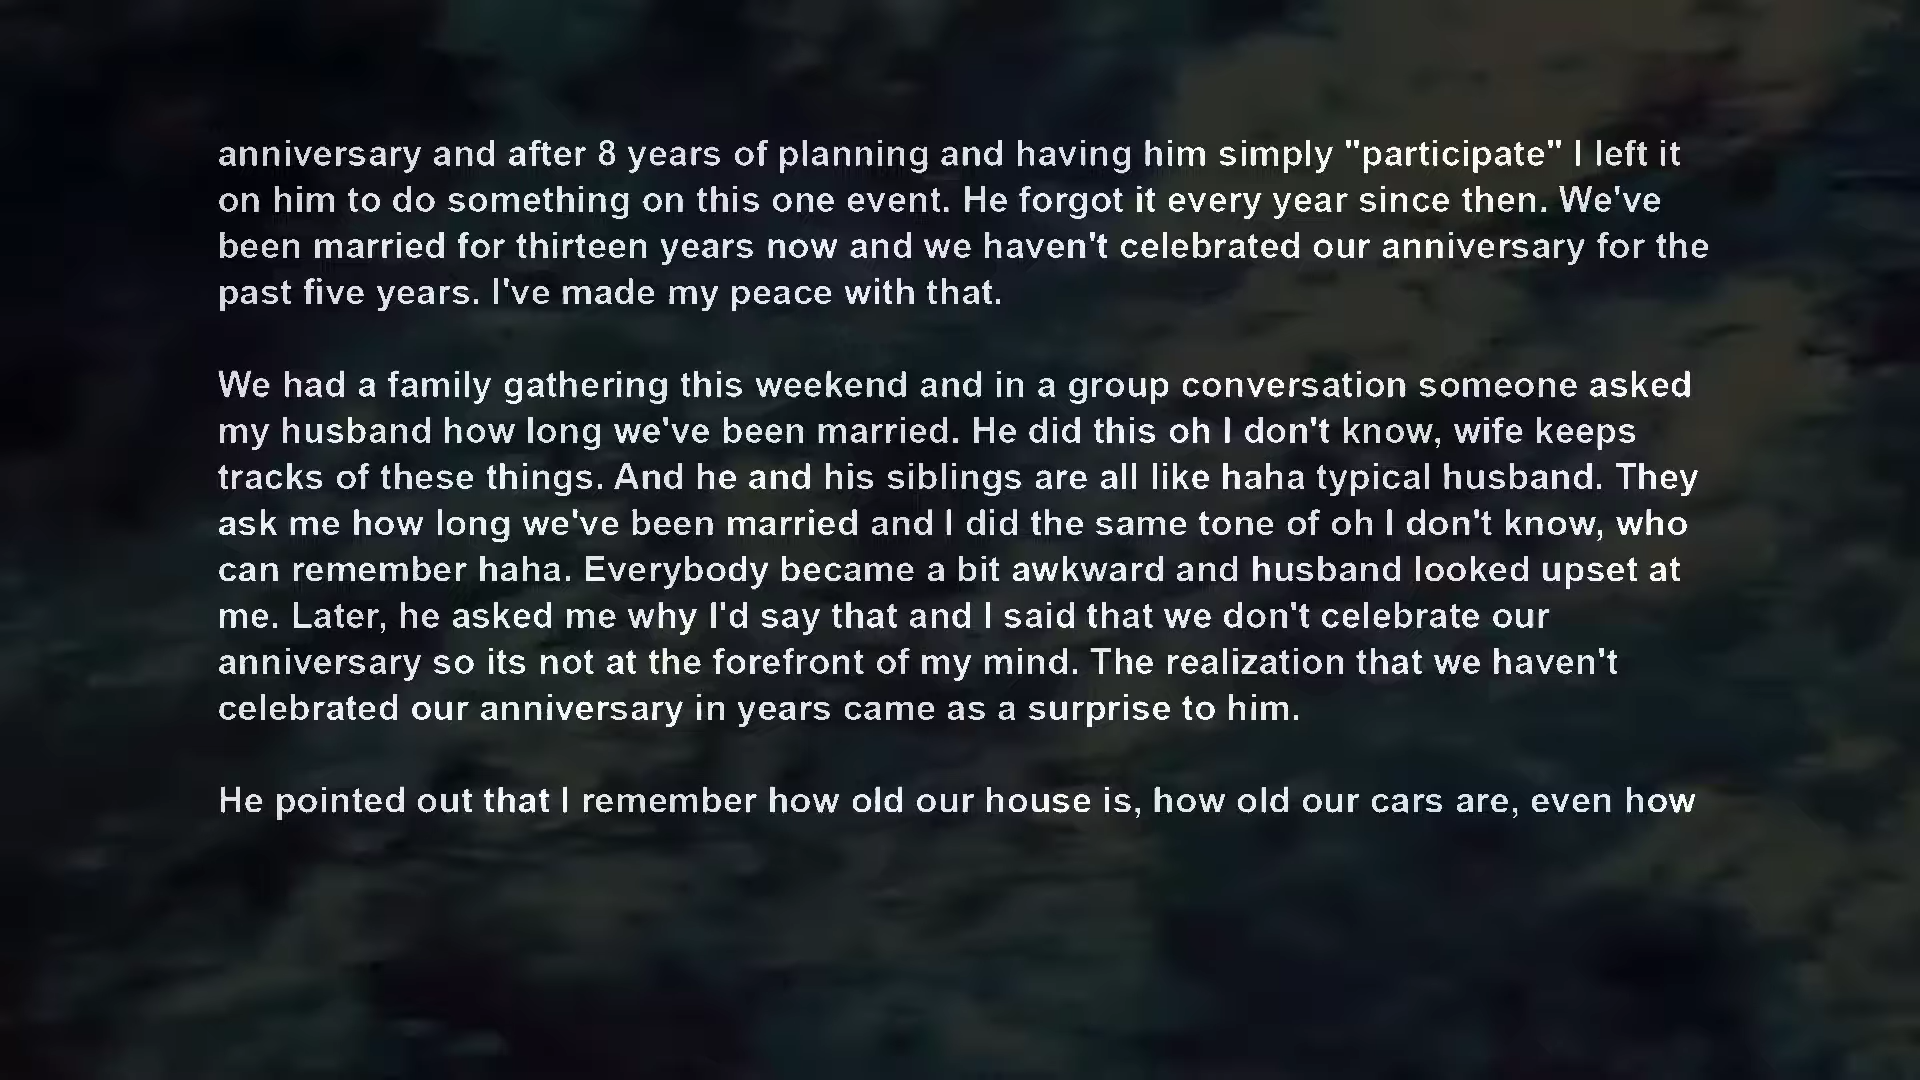 anniversary and after 8 years of planning and having him simply "participate" I left it
on him to do something on this one event. He forgot it every year since then. We've
been married for thirteen years now and we haven't celebrated our anniversary for the
past five years. I've made my peace with that.
We had a family gathering this weekend and in a group conversation someone asked
my husband how long we've been married. He did this oh I don't know, wife keeps
tracks of these things. And he and his siblings are all like haha typical husband. They
ask me how long we've been married and I did the same tone of oh I don't know, who
can remember haha. Everybody became a bit awkward and husband looked upset at
me. Later, he asked me why I'd say that and I said that we don't celebrate our
anniversary so its not at the forefront of my mind. The realization that we haven't
celebrated our anniversary in years came as a surprise to him.
He pointed out that I remember how old our house is, how old our cars are, even how